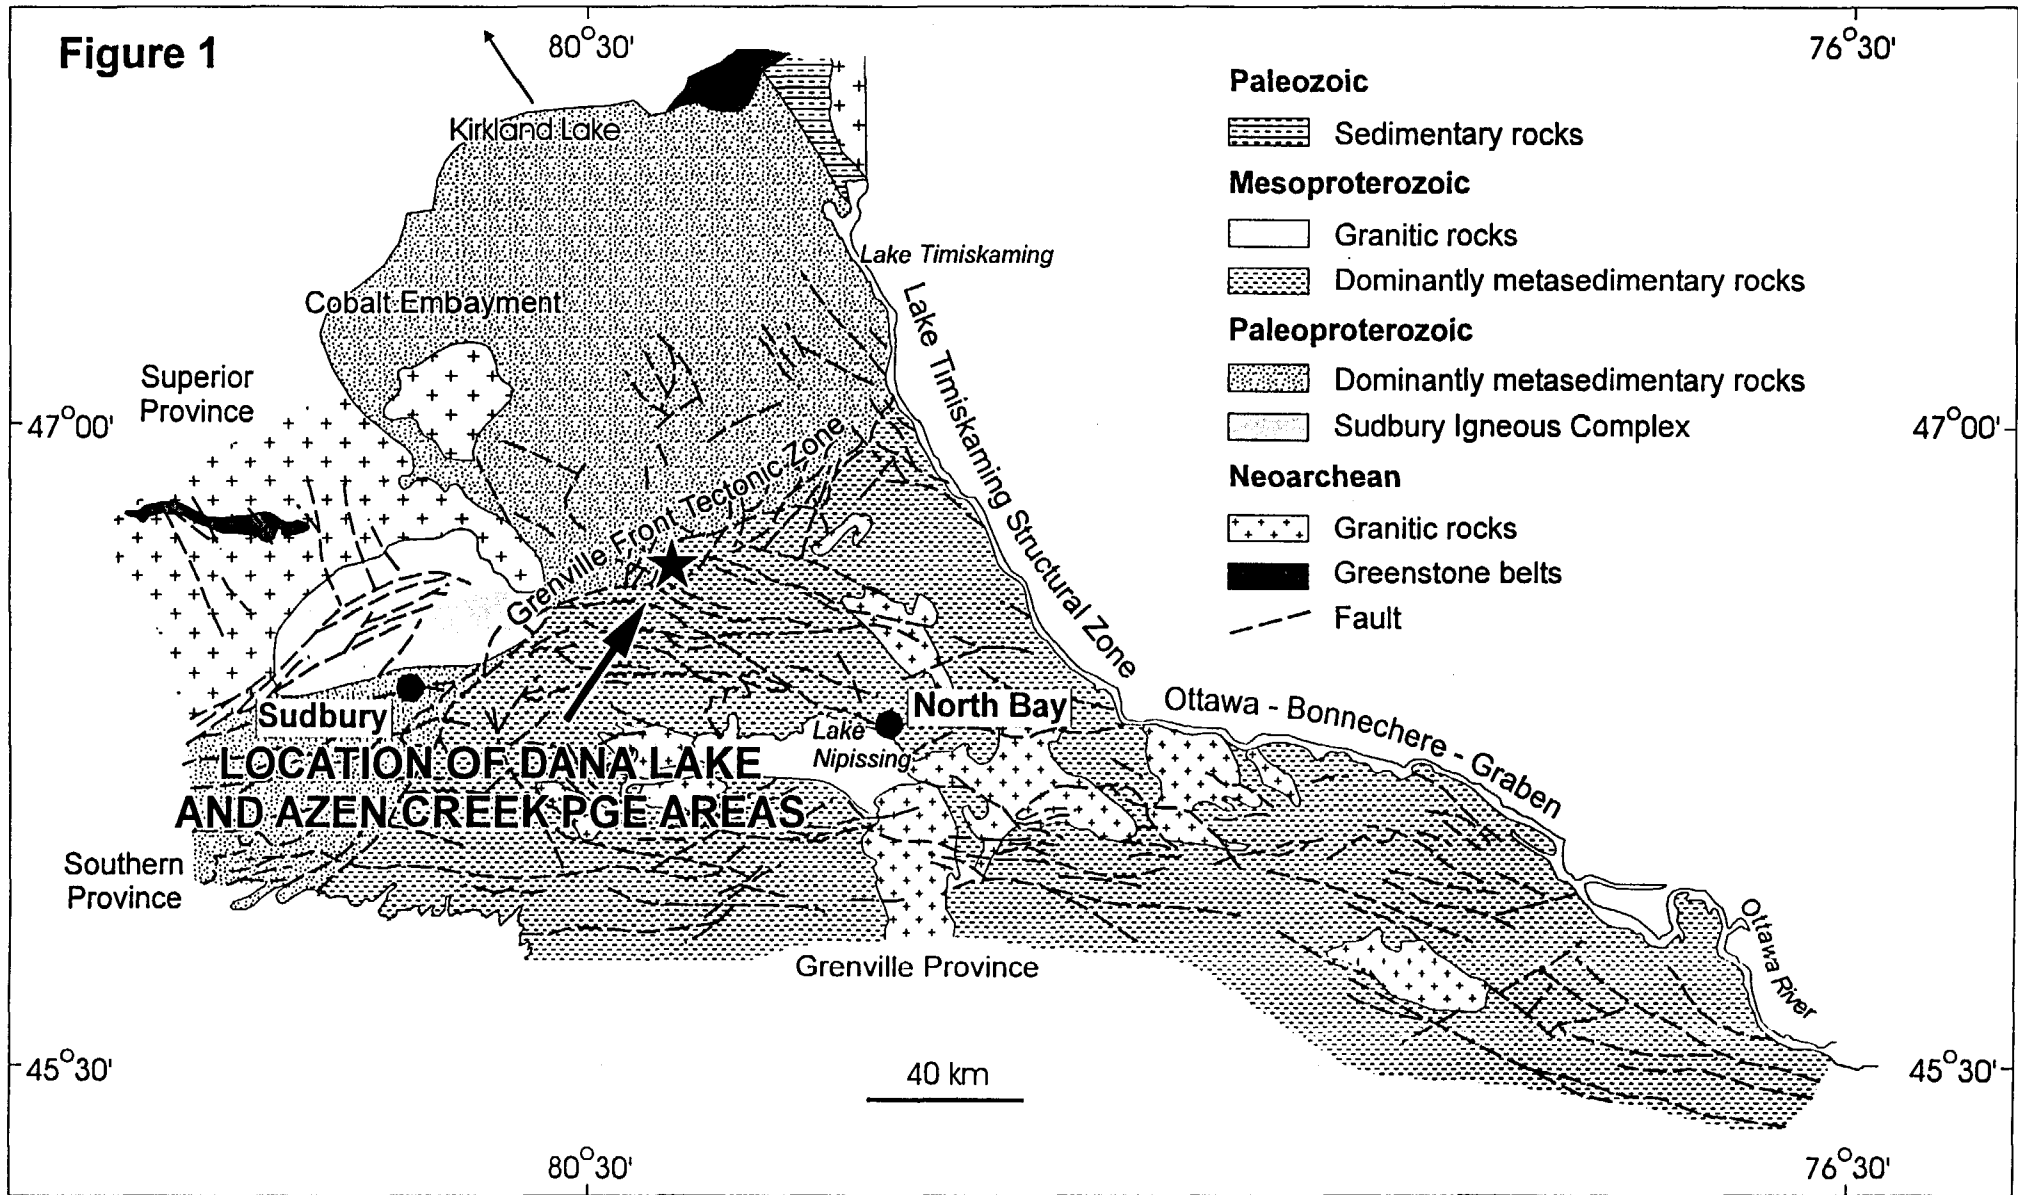 Figure 1
80°30'
76°30'
Kirkland Lake
Lake Timiskaming
Cobalt Embayment
Lake Timiskaming Structural Zone
Superior
Province
47°00'
47°00'
Grenville Front Tectonic Zone
Paleozoic
Sedimentary rocks
Mesoproterozoic
Granitic rocks
Dominantly metasedimentary rocks
Paleoproterozoic
Dominantly metasedimentary rocks
Sudbury Igneous Complex
Neoarchean
Granitic rocks
Greenstone belts
Fault
Sudbury
North Bay
Lake
Nipissing
Ottawa - Bonnechere - Graben
LOCATION OF DANA LAKE
AND AZEN CREEK PGE AREAS
Southern
Province
Grenville Province
Ottawa River
45°30'
45°30'
40 km
80°30'
76°30'